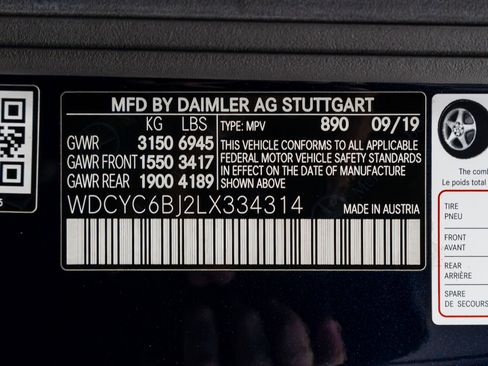 MFD BY DAIMLER AG STUTTGART
KG LBS TYPE: MPV 890 09/19
GVWR 3150 6945
GAWR FRONT 1550 3417
GAWR REAR 1900 4189
THIS VEHICLE CONFORMS TO ALL APPLICABLE
FEDERAL MOTOR VEHICLE SAFETY STANDARDS
IN EFFECT ON THE DATE OF MANUFACTURE
SHOWN ABOVE
WDCYC6BJ2LX334314 MADE IN AUSTRIA
The comb
Le poids total
TIRE
PNEU
FRONT
AVANT
REAR
ARRIÈRE
SPARE
DE SECOURS